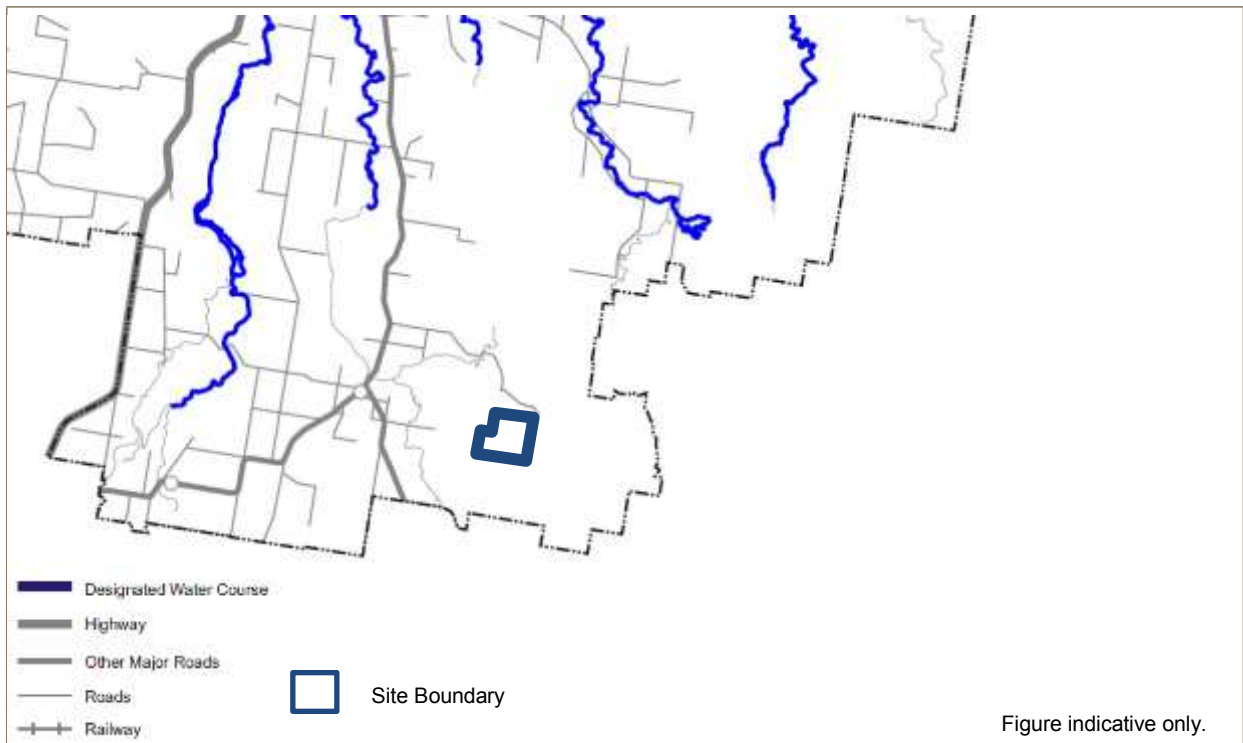 Designated Water Course
Highway
Other Major Roads
Roads
Railway
Site Boundary
Figure indicative only.